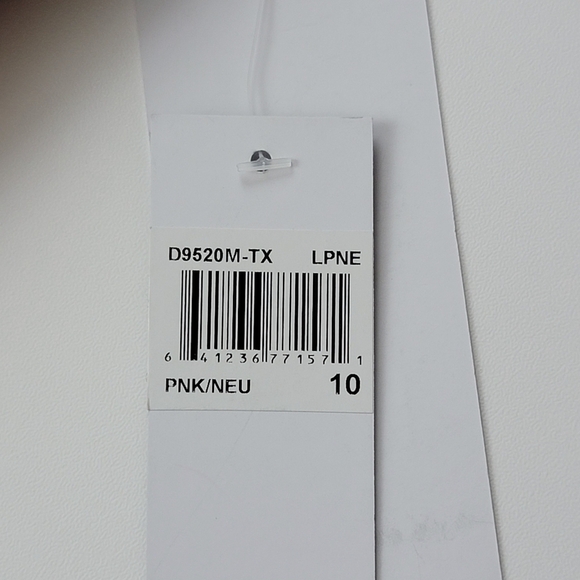 D9520M-TX LPNE
6 41236 77157 1
PNK/NEU 10